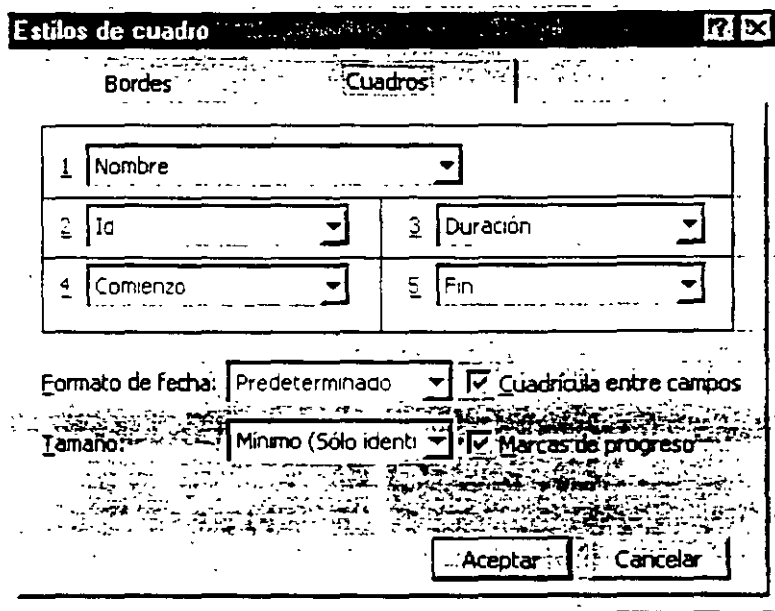 Estilos de cuadro
Bordes Cuadros
1 Nombre
2 Id 3 Duración
4 Comienzo 5 Fin
Formato de fecha: Predeterminado Cuadrícula entre campos
Tamaño: Mínimo (Sólo identi Marcas de progreso
Aceptar Cancelar